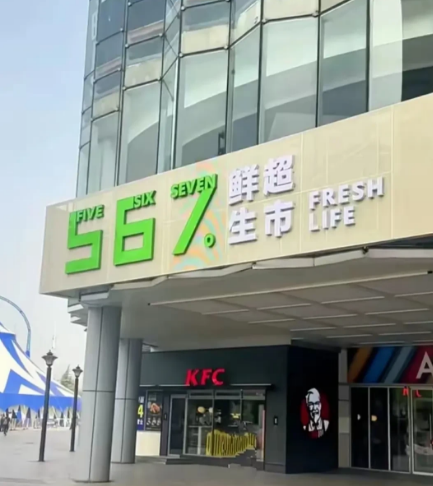 FIVE SIX SEVEN
567
鲜超
生市
FRESH
LIFE
KFC
A